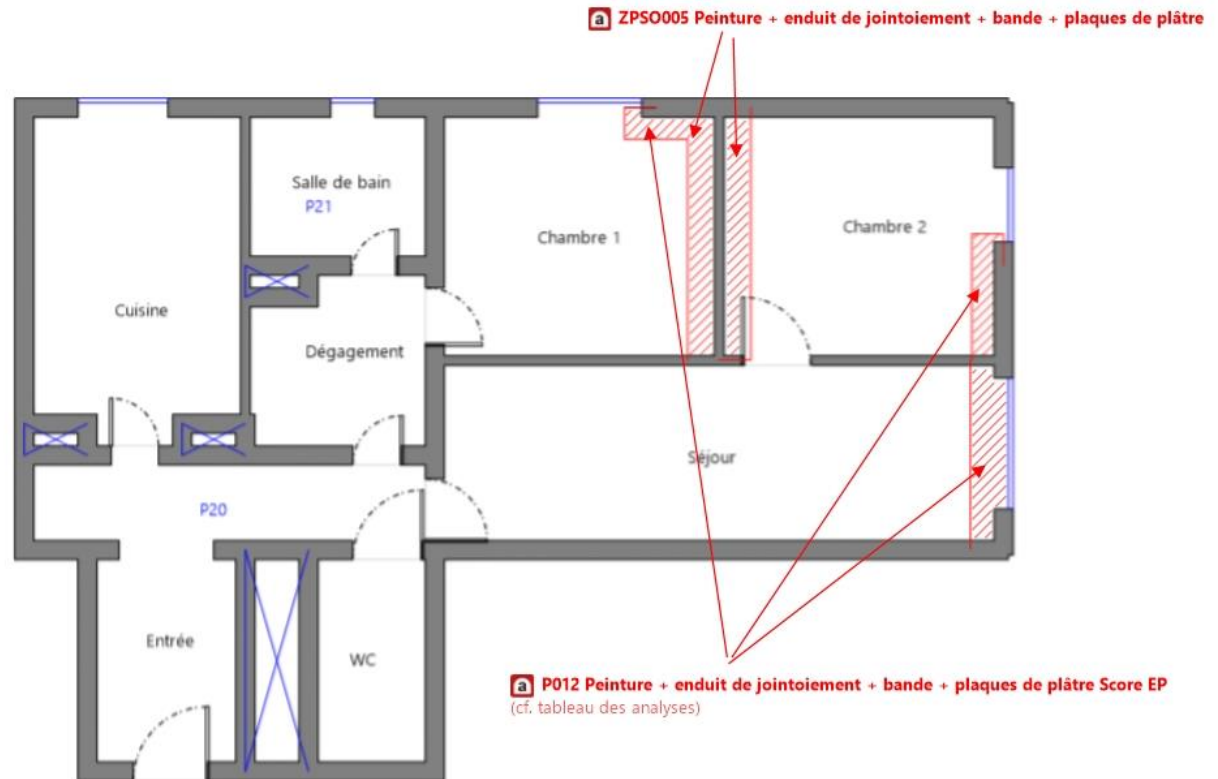 a ZPSO005 Peinture + enduit de jointoiement + bande + plaques de plâtre
Salle de bain
P21
Chambre 1
Chambre 2
Cuisine
Dégagement
Séjour
P20
Entrée
WC
a P012 Peinture + enduit de jointoiement + bande + plaques de plâtre Score EP
(cf. tableau des analyses)